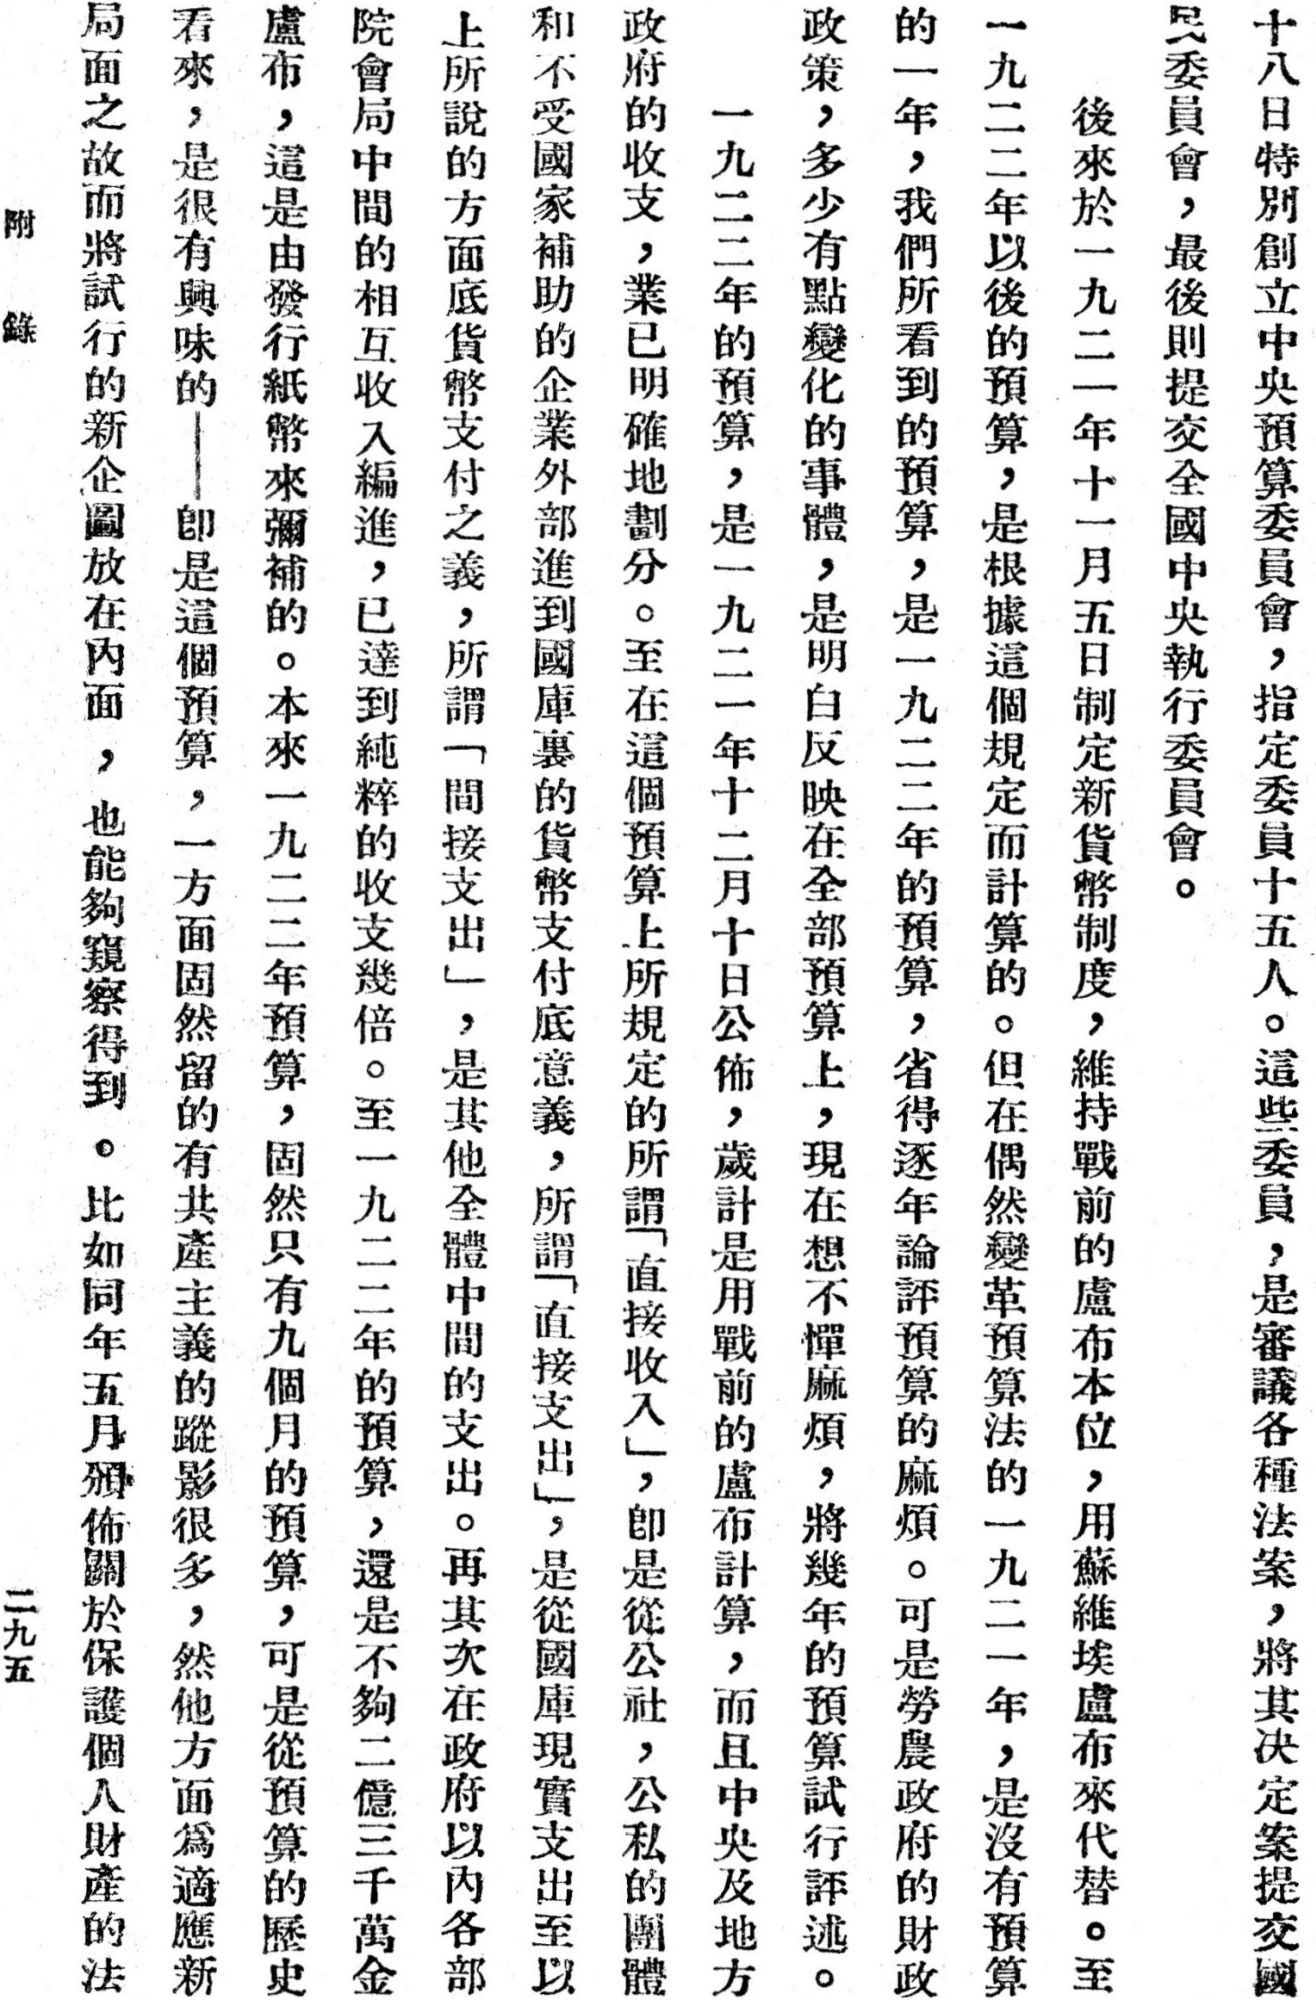 十八日特別創立中央預算委員會，指定委員十五人。這些委員，是審議各種法案，將其決定案提交國
民委員會，最後則提交全國中央執行委員會。
後來於一九二一年十一月五日制定新貨幣制度，維持戰前的盧布本位，用蘇維埃盧布來代替。至
一九二二年以後的預算，是根據這個規定而計算的。但在偶然變革預算法的一九二一年，是沒有預算
的一年，我們所看到的預算，是一九二二年的預算，省得逐年論評預算的麻煩。可是勞農政府的財政
政策，多少有點變化的事體，是明白反映在全部預算上，現在想不憚麻煩，將幾年的預算試行評述。
一九二二年的預算，是一九二一年十二月十日公佈，歲計是用戰前的盧布計算，而且中央及地方
政府的收支，業已明確地劃分。至在這個預算上所規定的所謂「直接收入」，即是從公社，公私的團體
和不受國家補助的企業外部進到國庫裏的貨幣支付底意義，所謂「直接支出」，是從國庫現實支出至以
上所說的方面底貨幣支付之義，所謂「間接支出」，是其他全體中間的支出。再其次在政府以內各部
院會局中間的相互收入編進，已達到純粹的收支幾倍。至一九二二年的預算，還是不夠二億三千萬金
盧布，這是由發行紙幣來彌補的。本來一九二二年預算，固然只有九個月的預算，可是從預算的歷史
看來，是很有興味的——即是這個預算，一方面固然留的有共產主義的蹤影很多，然他方面爲適應新
局面之故而將試行的新企圖放在內面，也能夠窺察得到。比如同年五月頒佈關於保護個人財產的法
附錄
二九五